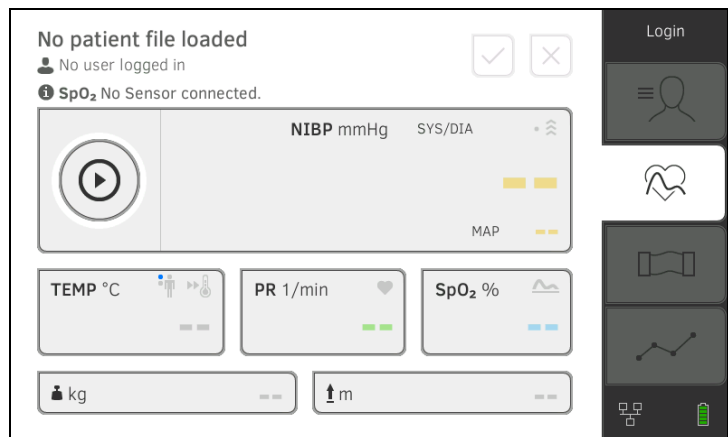 No patient file loaded
Login
No user logged in
SpO₂ No Sensor connected.
NIBP mmHg SYS/DIA
-- --
MAP --
TEMP °C
--
PR 1/min
--
SpO₂ %
--
kg --
m --